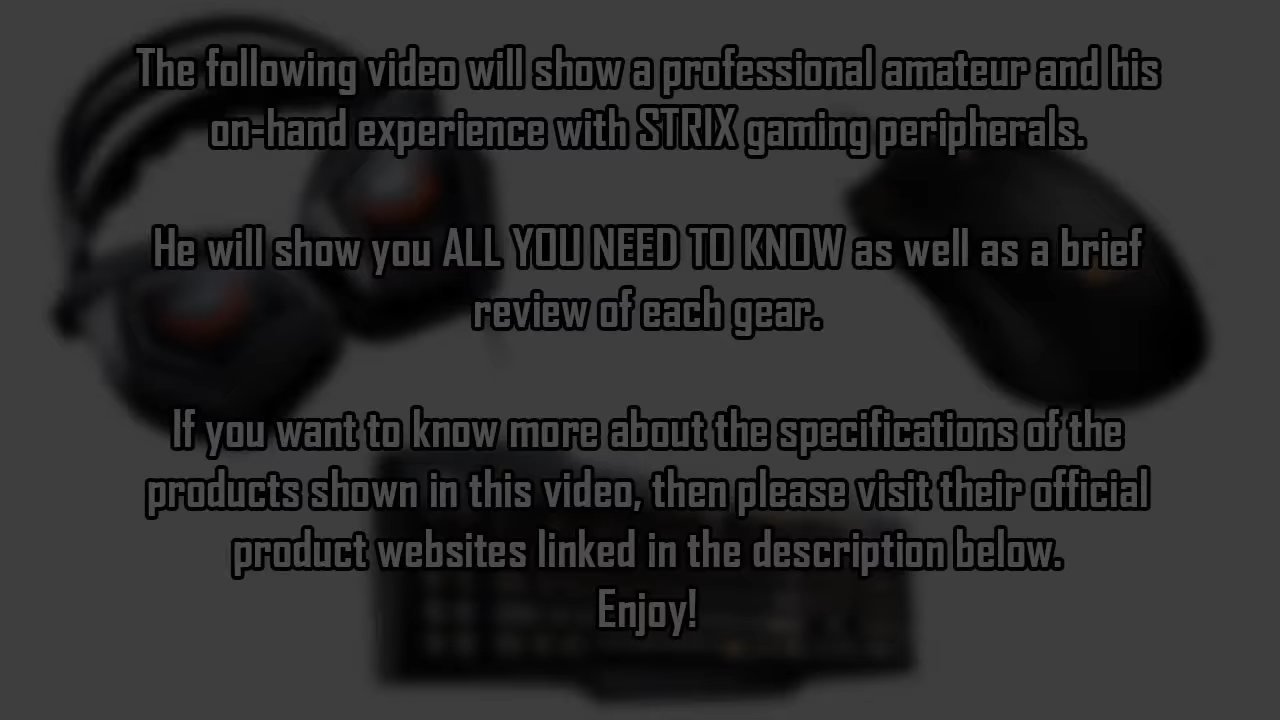 The following video will show a professional amateur and his
on-hand experience with STRIX gaming peripherals.
He will show you ALL YOU NEED TO KNOW as well as a brief
review of each gear.
If you want to know more about the specifications of the
products shown in this video, then please visit their official
product websites linked in the description below.
Enjoy!